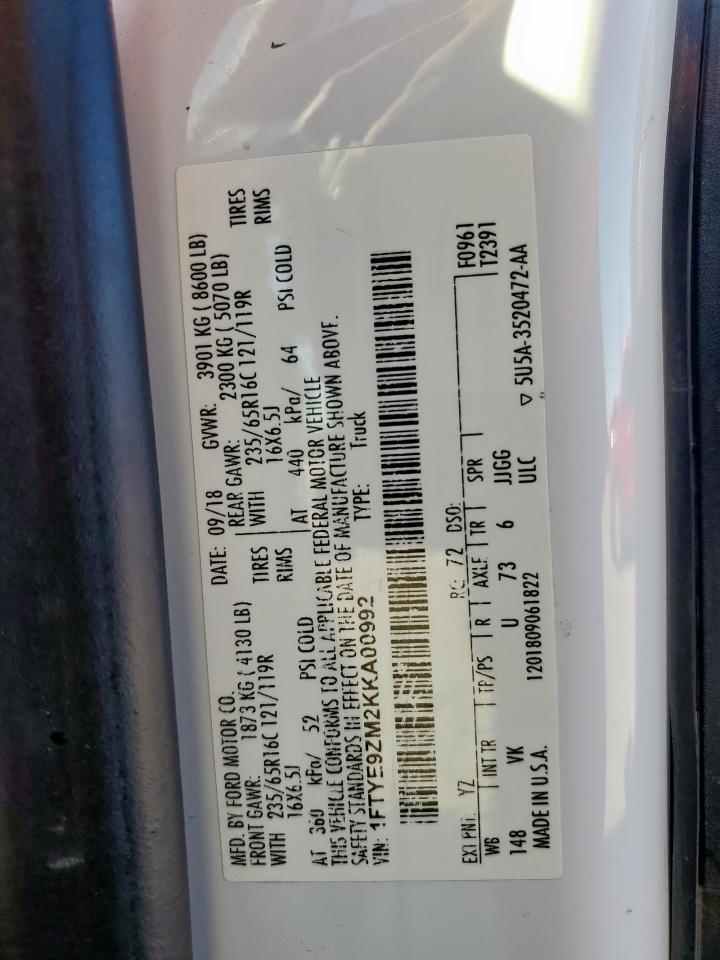 MFD. BY FORD MOTOR CO.
DATE: 09/18 GVWR: 3901 KG ( 8600 LB)
FRONT GAWR: 1873 KG ( 4130 LB) REAR GAWR: 2300 KG ( 5070 LB)
WITH 235/65R16C 121/119R TIRES WITH 235/65R16C 121/119R TIRES
16X6.5J RIMS 16X6.5J RIMS
AT 360 kPa/ 52 PSI COLD AT 440 kPa/ 64 PSI COLD
THIS VEHICLE CONFORMS TO ALL APPLICABLE FEDERAL MOTOR VEHICLE
SAFETY STANDARDS IN EFFECT ON THE DATE OF MANUFACTURE SHOWN ABOVE.
VIN: 1FTYE9ZM2KKA00992 TYPE: Truck
EXT PNT: YZ RC: 72 DSO: F0961
WB INT TR TP/PS R AXLE TR SPR T2391
148 VK U 73 6 JJGG
MADE IN U.S.A. 1201809061822 ULC ▽ 5U5A-3520472-AA